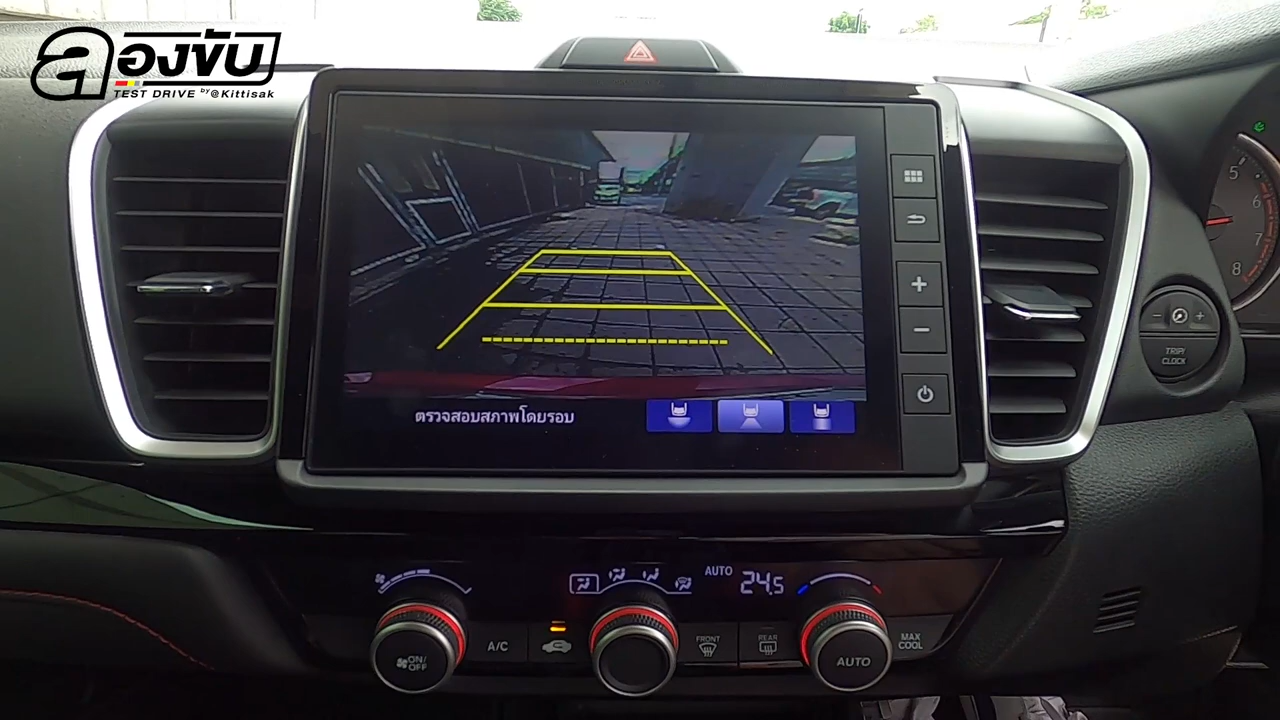 ลองขับ
TEST DRIVE by@Kittisak
5
6
7
8
TRIP/
CLOCK
ตรวจสอบสภาพโดยรอบ
AUTO 24.5
ON/
OFF
A/C
FRONT
REAR
AUTO
MAX
COOL